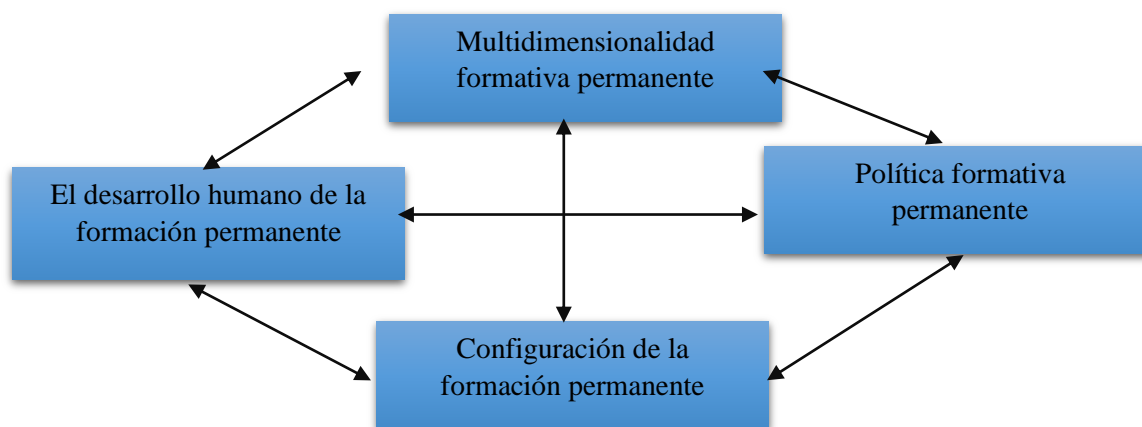 Multidimensionalidad
formativa permanente
El desarrollo humano de la
formación permanente
Política formativa
permanente
Configuración de la
formación permanente